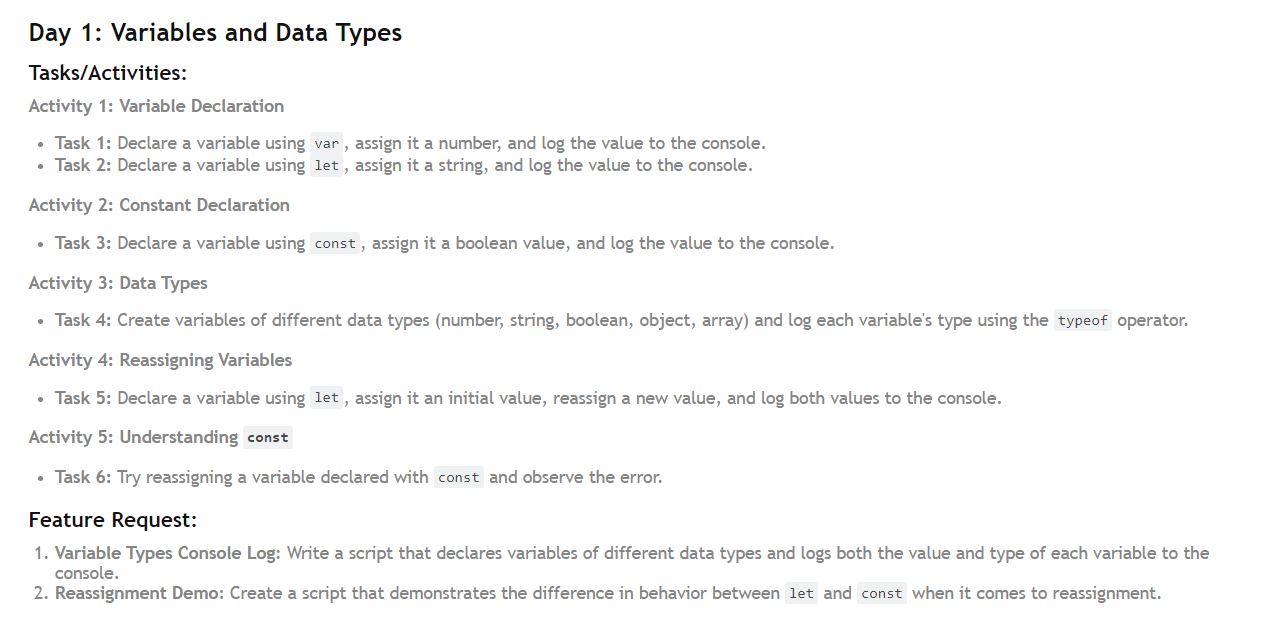 Day 1: Variables and Data Types
Tasks/Activities:
Activity 1: Variable Declaration
• Task 1: Declare a variable using var, assign it a number, and log the value to the console.
• Task 2: Declare a variable using let, assign it a string, and log the value to the console.
Activity 2: Constant Declaration
• Task 3: Declare a variable using const, assign it a boolean value, and log the value to the console.
Activity 3: Data Types
• Task 4: Create variables of different data types (number, string, boolean, object, array) and log each variable's type using the typeof operator.
Activity 4: Reassigning Variables
• Task 5: Declare a variable using let, assign it an initial value, reassign a new value, and log both values to the console.
Activity 5: Understanding const
• Task 6: Try reassigning a variable declared with const and observe the error.
Feature Request:
1. Variable Types Console Log: Write a script that declares variables of different data types and logs both the value and type of each variable to the
console.
2. Reassignment Demo: Create a script that demonstrates the difference in behavior between let and const when it comes to reassignment.